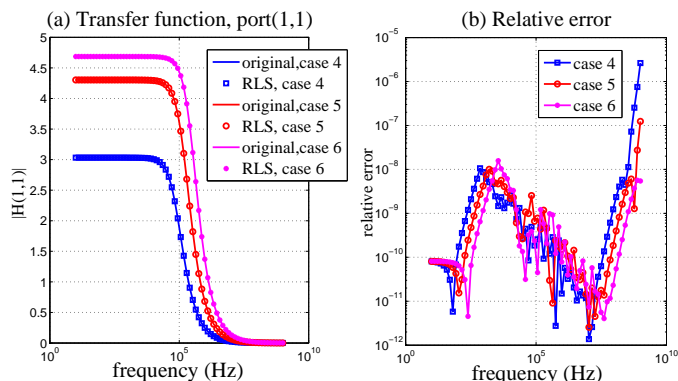 (a) Transfer function, port(1,1)
5
4.5
4
3.5
3
2.5
2
1.5
1
0.5
0
|H(1,1)|
10^0
10^5
10^10
frequency (Hz)
original,case 4
RLS, case 4
original,case 5
RLS, case 5
original,case 6
RLS, case 6
(b) Relative error
10^-5
10^-6
10^-7
10^-8
10^-9
10^-10
10^-11
10^-12
relative error
10^0
10^5
10^10
frequency (Hz)
case 4
case 5
case 6